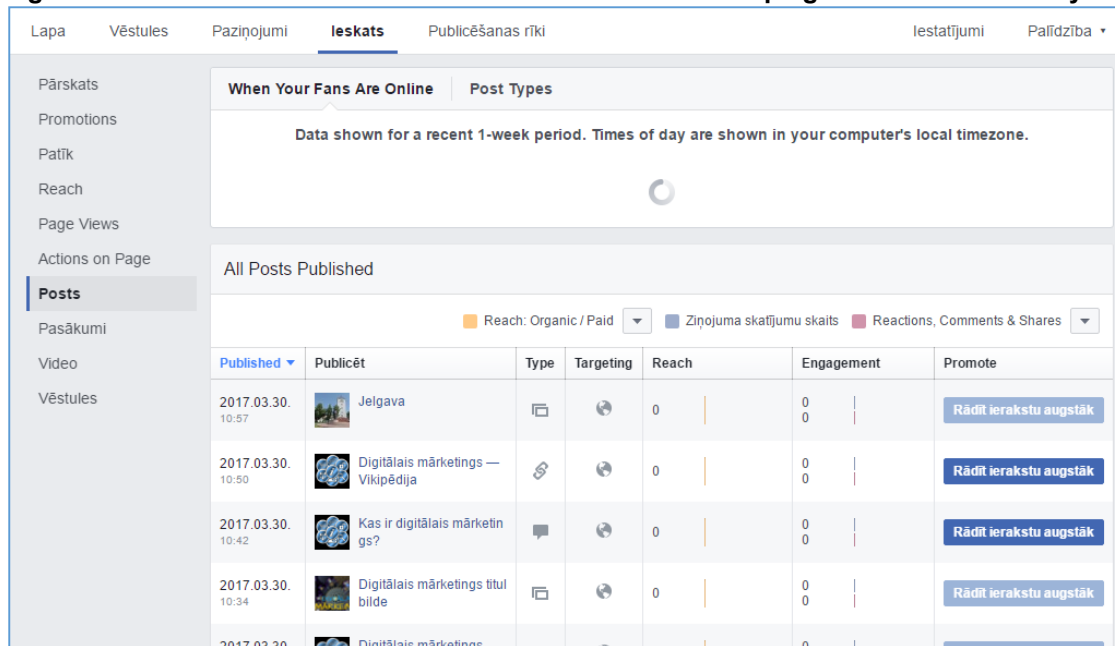 Lapa Vēstules Paziņojumi Ieskats Publicēšanas rīki Iestatījumi Palīdzība
Pārskats
Promotions
Patīk
Reach
Page Views
Actions on Page
Posts
Pasākumi
Video
Vēstules
When Your Fans Are Online Post Types
Data shown for a recent 1-week period. Times of day are shown in your computer's local timezone.
All Posts Published
Reach: Organic / Paid Ziņojuma skatījumu skaits Reactions, Comments & Shares
Published Publicēt Type Targeting Reach Engagement Promote
2017.03.30. Jelgava 0 0 Rādīt ierakstu augstāk
10:57 0
2017.03.30. Digitālais mārketings — 0 0 Rādīt ierakstu augstāk
10:50 Vikipēdija 0
2017.03.30. Kas ir digitālais mārketin 0 0 Rādīt ierakstu augstāk
10:42 gs? 0
2017.03.30. Digitālais mārketings titul 0 0 Rādīt ierakstu augstāk
10:34 bilde 0
2017.03.30. Digitālais mārketings